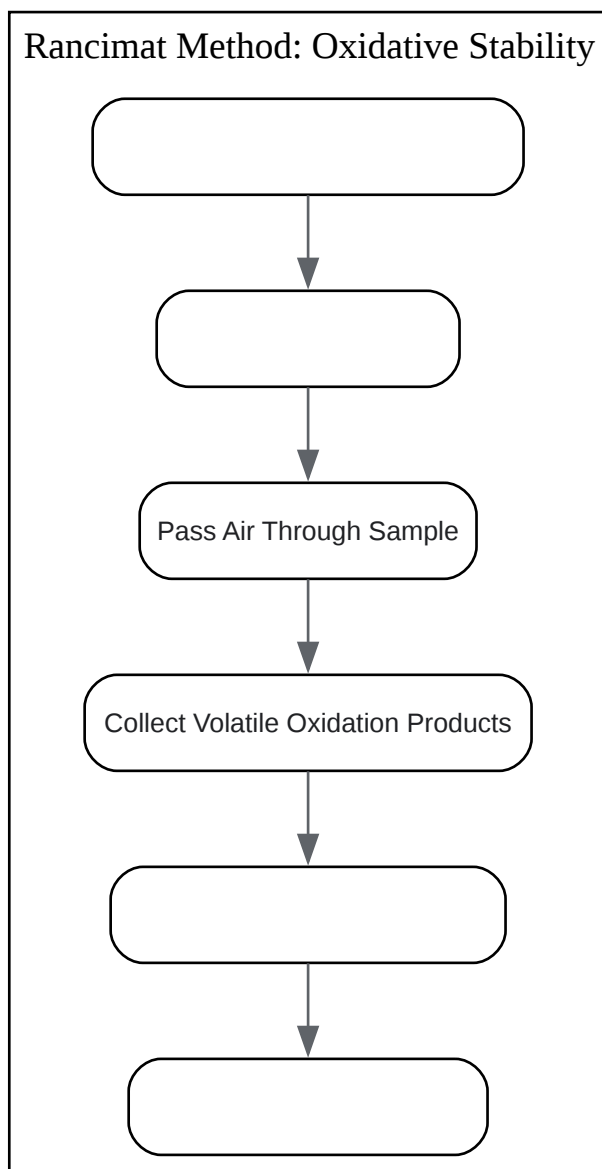 Rancimat Method: Oxidative Stability
Pass Air Through Sample
Collect Volatile Oxidation Products